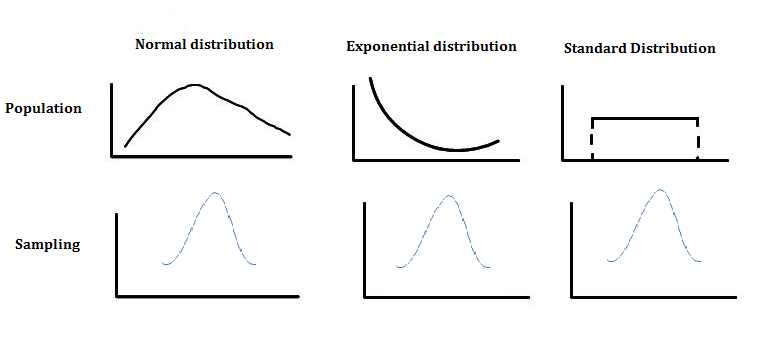 Normal distribution
Exponential distribution
Standard Distribution
Population
Sampling